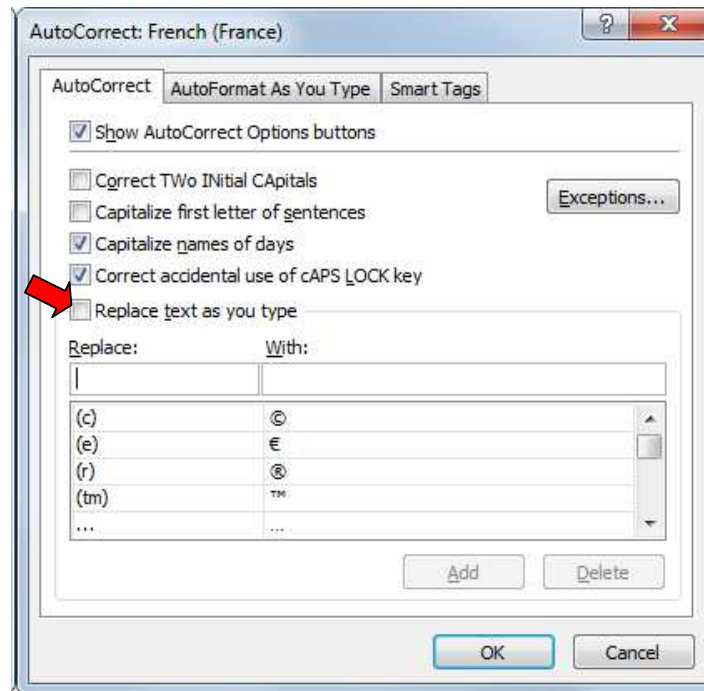 AutoCorrect: French (France)
AutoCorrect AutoFormat As You Type Smart Tags
Show AutoCorrect Options buttons
Correct TWo INitial CApitals
Exceptions...
Capitalize first letter of sentences
Capitalize names of days
Correct accidental use of cAPS LOCK key
Replace text as you type
Replace: With:
(c) ©
(e) €
(r) ®
(tm) ™
... …
Add Delete
OK Cancel